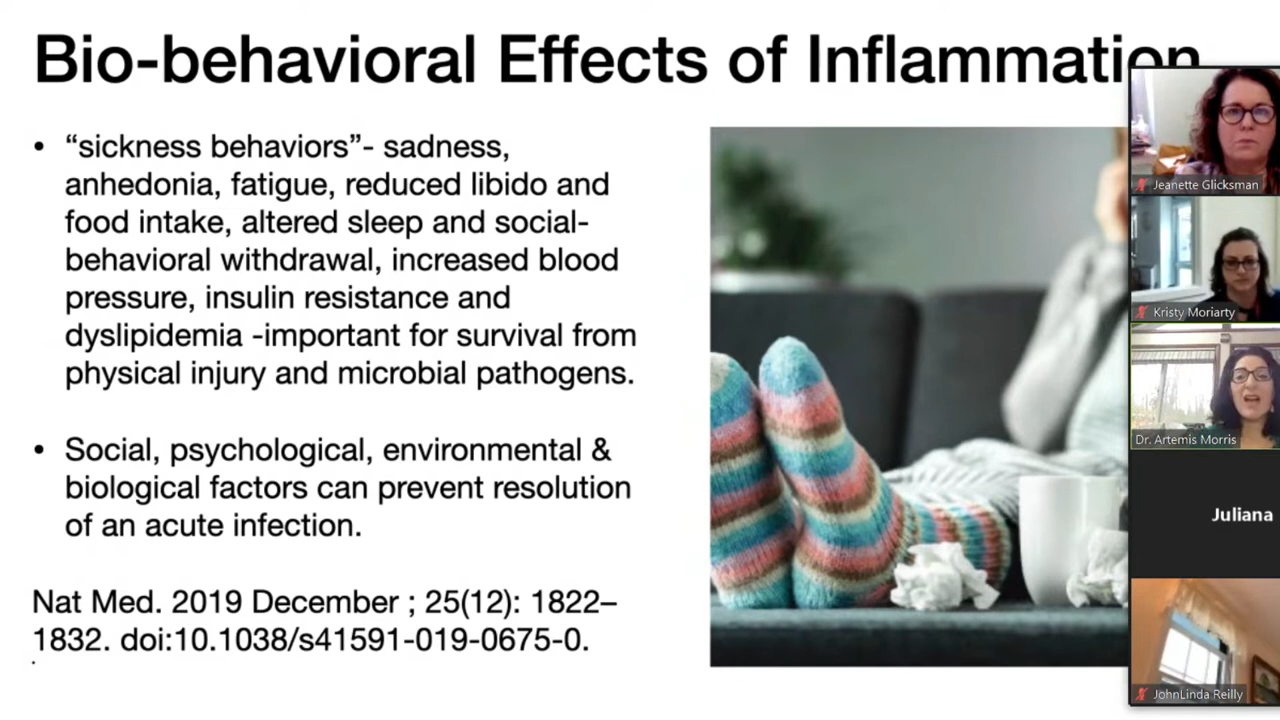 Bio-behavioral Effects of Inflammation
• “sickness behaviors”- sadness,
anhedonia, fatigue, reduced libido and
food intake, altered sleep and social-
behavioral withdrawal, increased blood
pressure, insulin resistance and
dyslipidemia -important for survival from
physical injury and microbial pathogens.
• Social, psychological, environmental &
biological factors can prevent resolution
of an acute infection.
Nat Med. 2019 December ; 25(12): 1822–
1832. doi:10.1038/s41591-019-0675-0.
.
Jeanette Glicksman
Kristy Moriarty
Dr. Artemis Morris
Juliana
JohnLinda Reilly